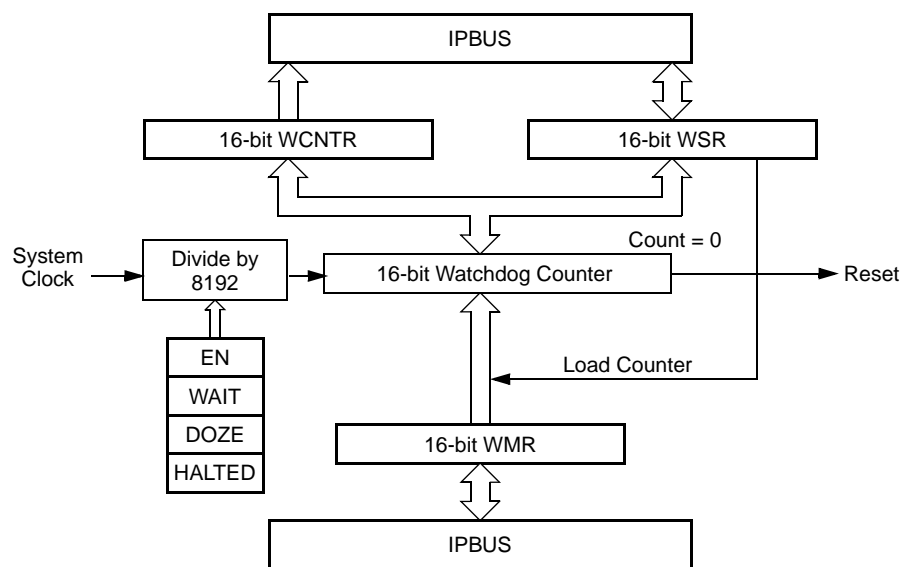 IPBUS
16-bit WCNTR
16-bit WSR
Count = 0
System
Clock
Divide by
8192
16-bit Watchdog Counter
Reset
EN
WAIT
DOZE
HALTED
Load Counter
16-bit WMR
IPBUS